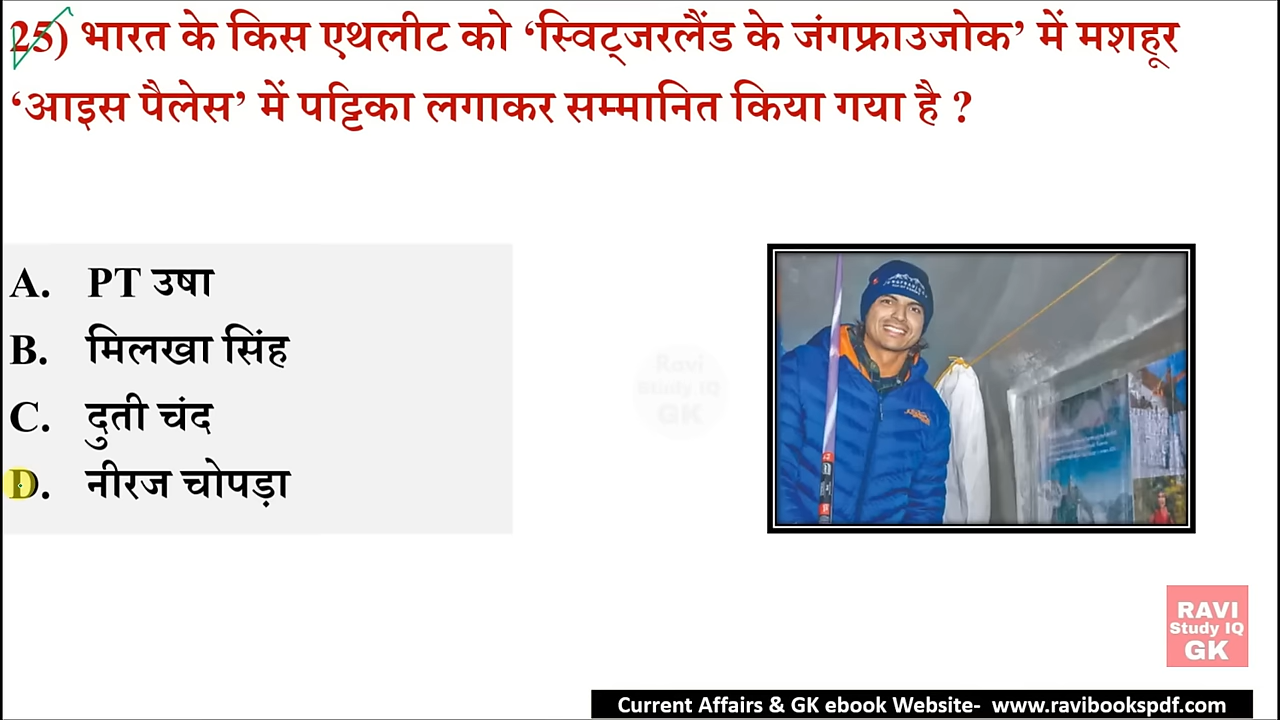 25) भारत के किस एथलीट को ‘स्विट्जरलैंड के जंगफ्राउजोक’ में मशहूर
‘आइस पैलेस’ में पट्टिका लगाकर सम्मानित किया गया है ?
A. PT उषा
B. मिलखा सिंह
C. दुती चंद
D. नीरज चोपड़ा
Ravi
Study IQ
GK
RAVI
Study IQ
GK
Current Affairs & GK ebook Website- www.ravibookspdf.com